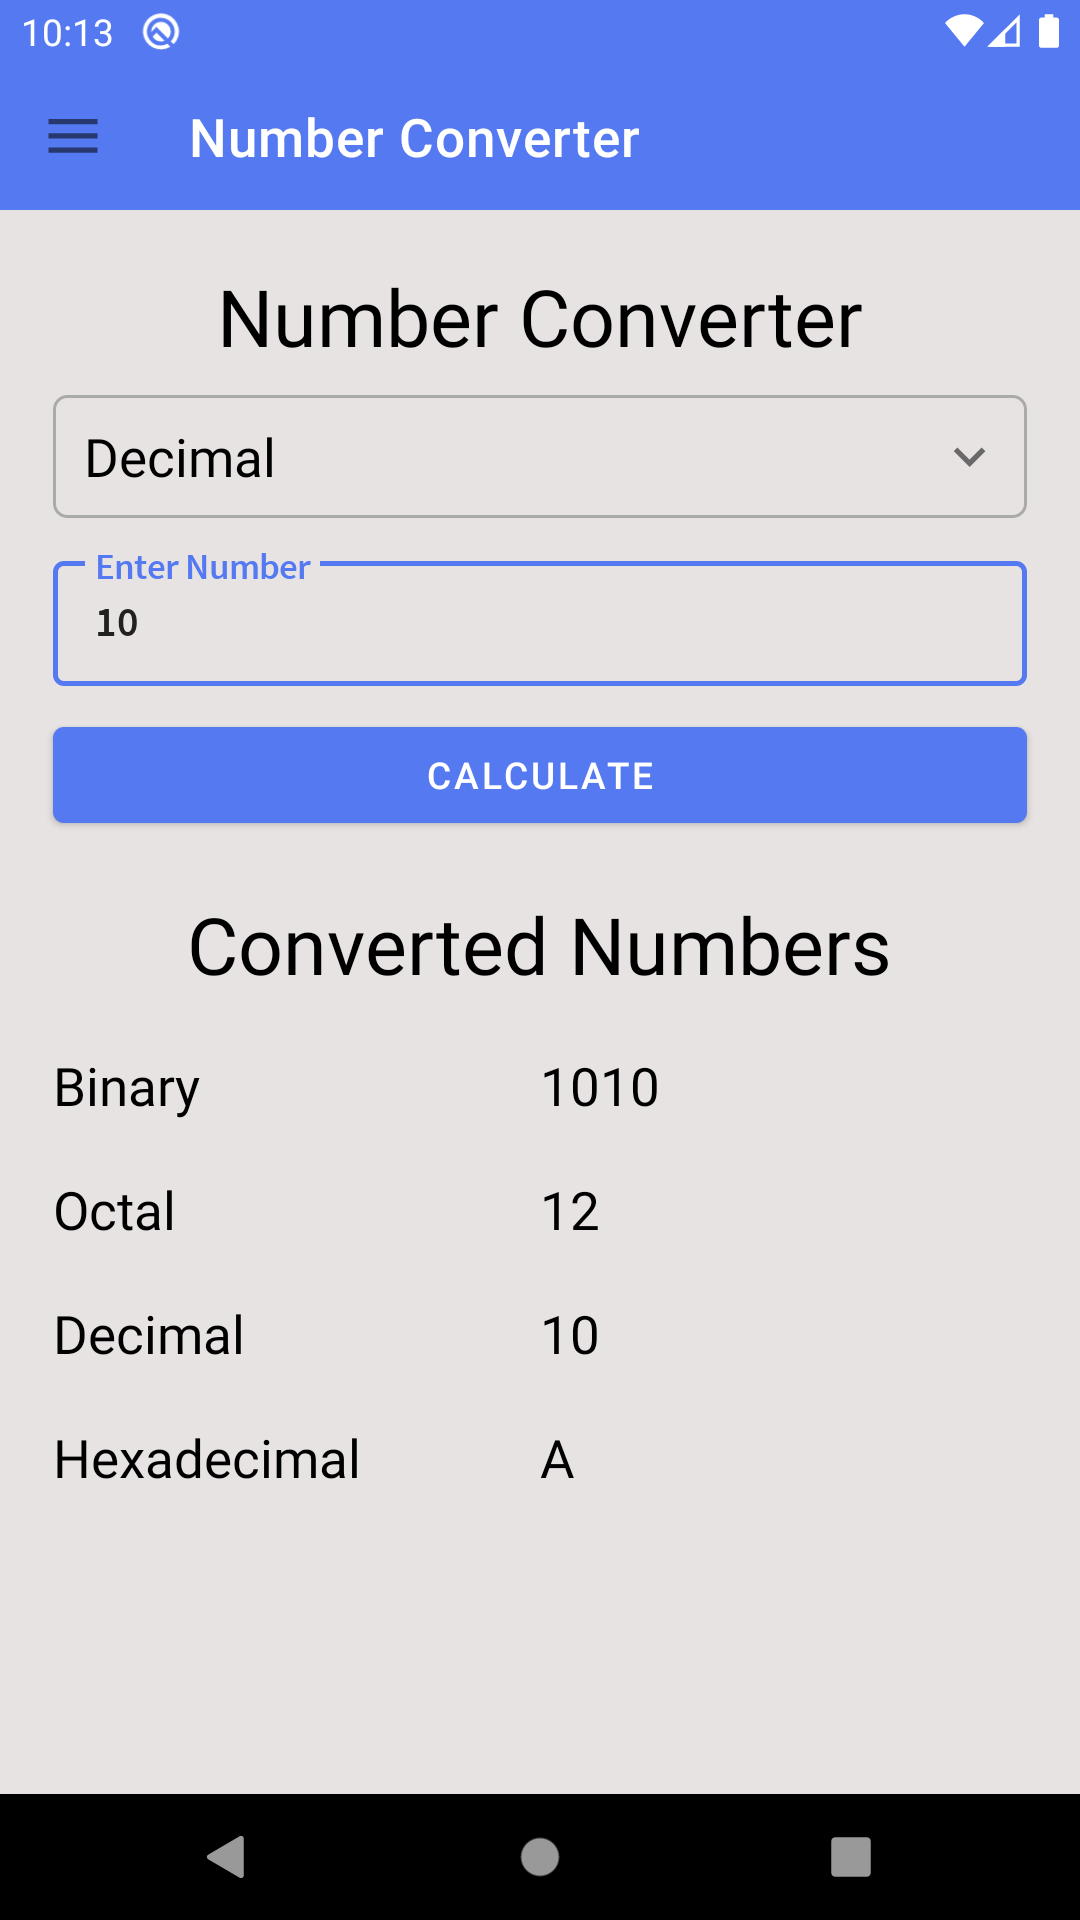 10:13
Number Converter
Number Converter
Decimal
Enter Number
10
CALCULATE
Converted Numbers
Binary 1010
Octal 12
Decimal 10
Hexadecimal A